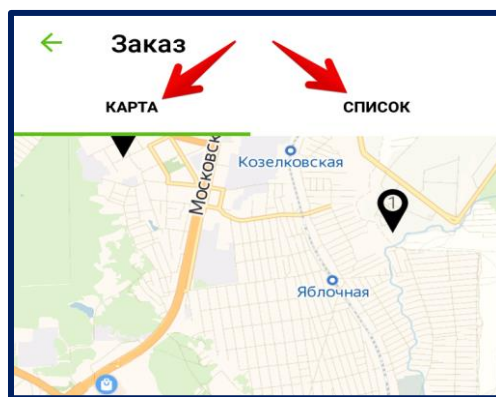 Заказ
КАРТА СПИСОК
Козелковская
Московск
1
Яблочная